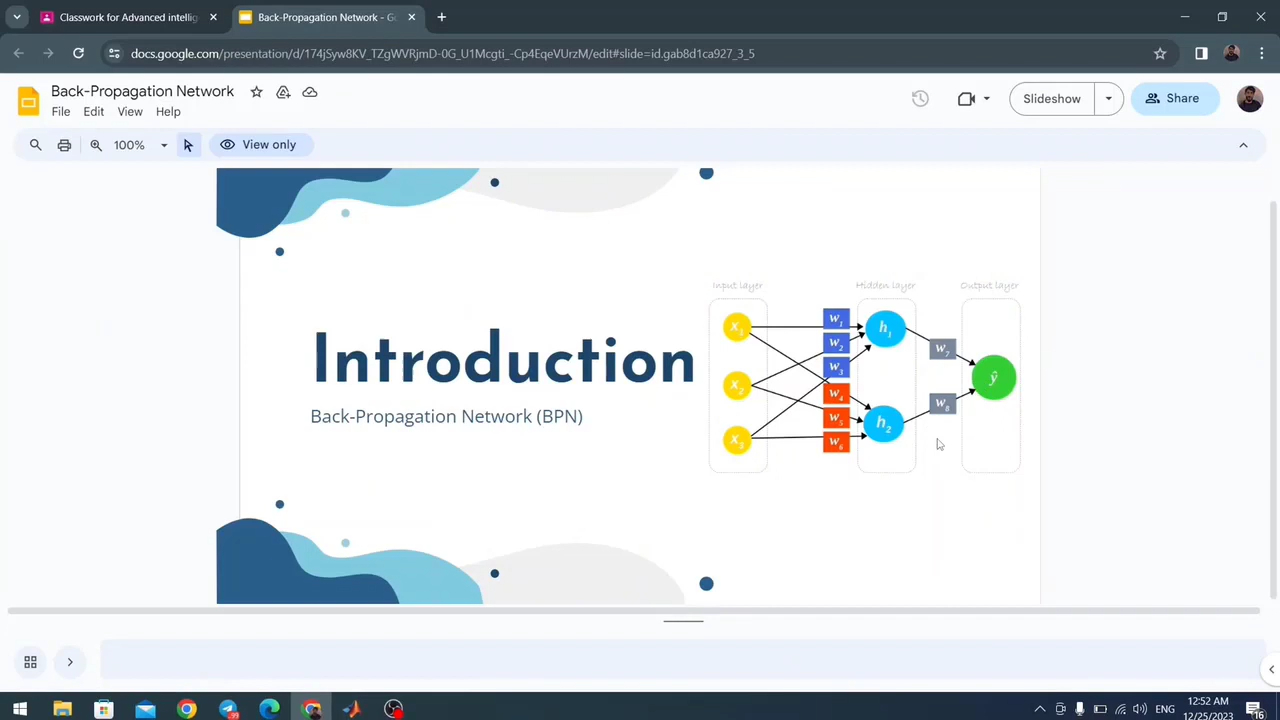 Classwork for Advanced intellig
Back-Propagation Network - Go
docs.google.com/presentation/d/174jSyw8KV_TZgWVRjmD-0G_U1Mcgti_-Cp4EqeVUrzM/edit#slide=id.gab8d1ca927_3_5
Back-Propagation Network
File Edit View Help
Slideshow
Share
100%
View only
Input layer Hidden layer Output layer
x1 w1 h1
w2 w7
w3
Introduction
x2 w4 ŷ
Back-Propagation Network (BPN)
w5 h2 w8
x3 w6
12:52 AM
ENG
12/25/2023
16
99